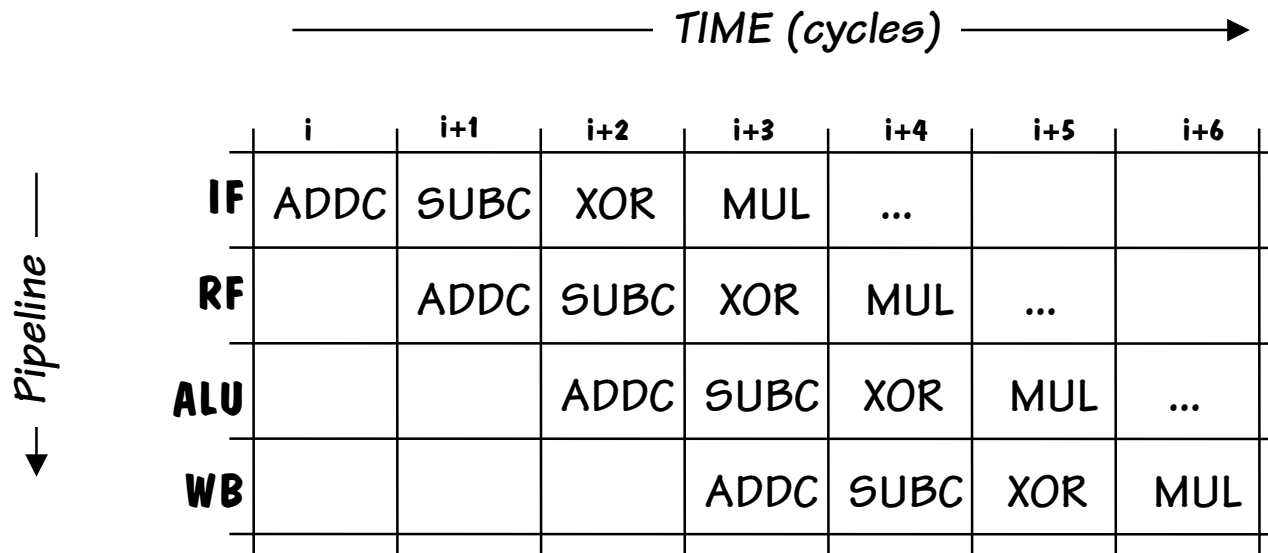 TIME (cycles)
i i+1 i+2 i+3 i+4 i+5 i+6
Pipeline
IF ADDC SUBC XOR MUL ...
RF ADDC SUBC XOR MUL ...
ALU ADDC SUBC XOR MUL ...
WB ADDC SUBC XOR MUL